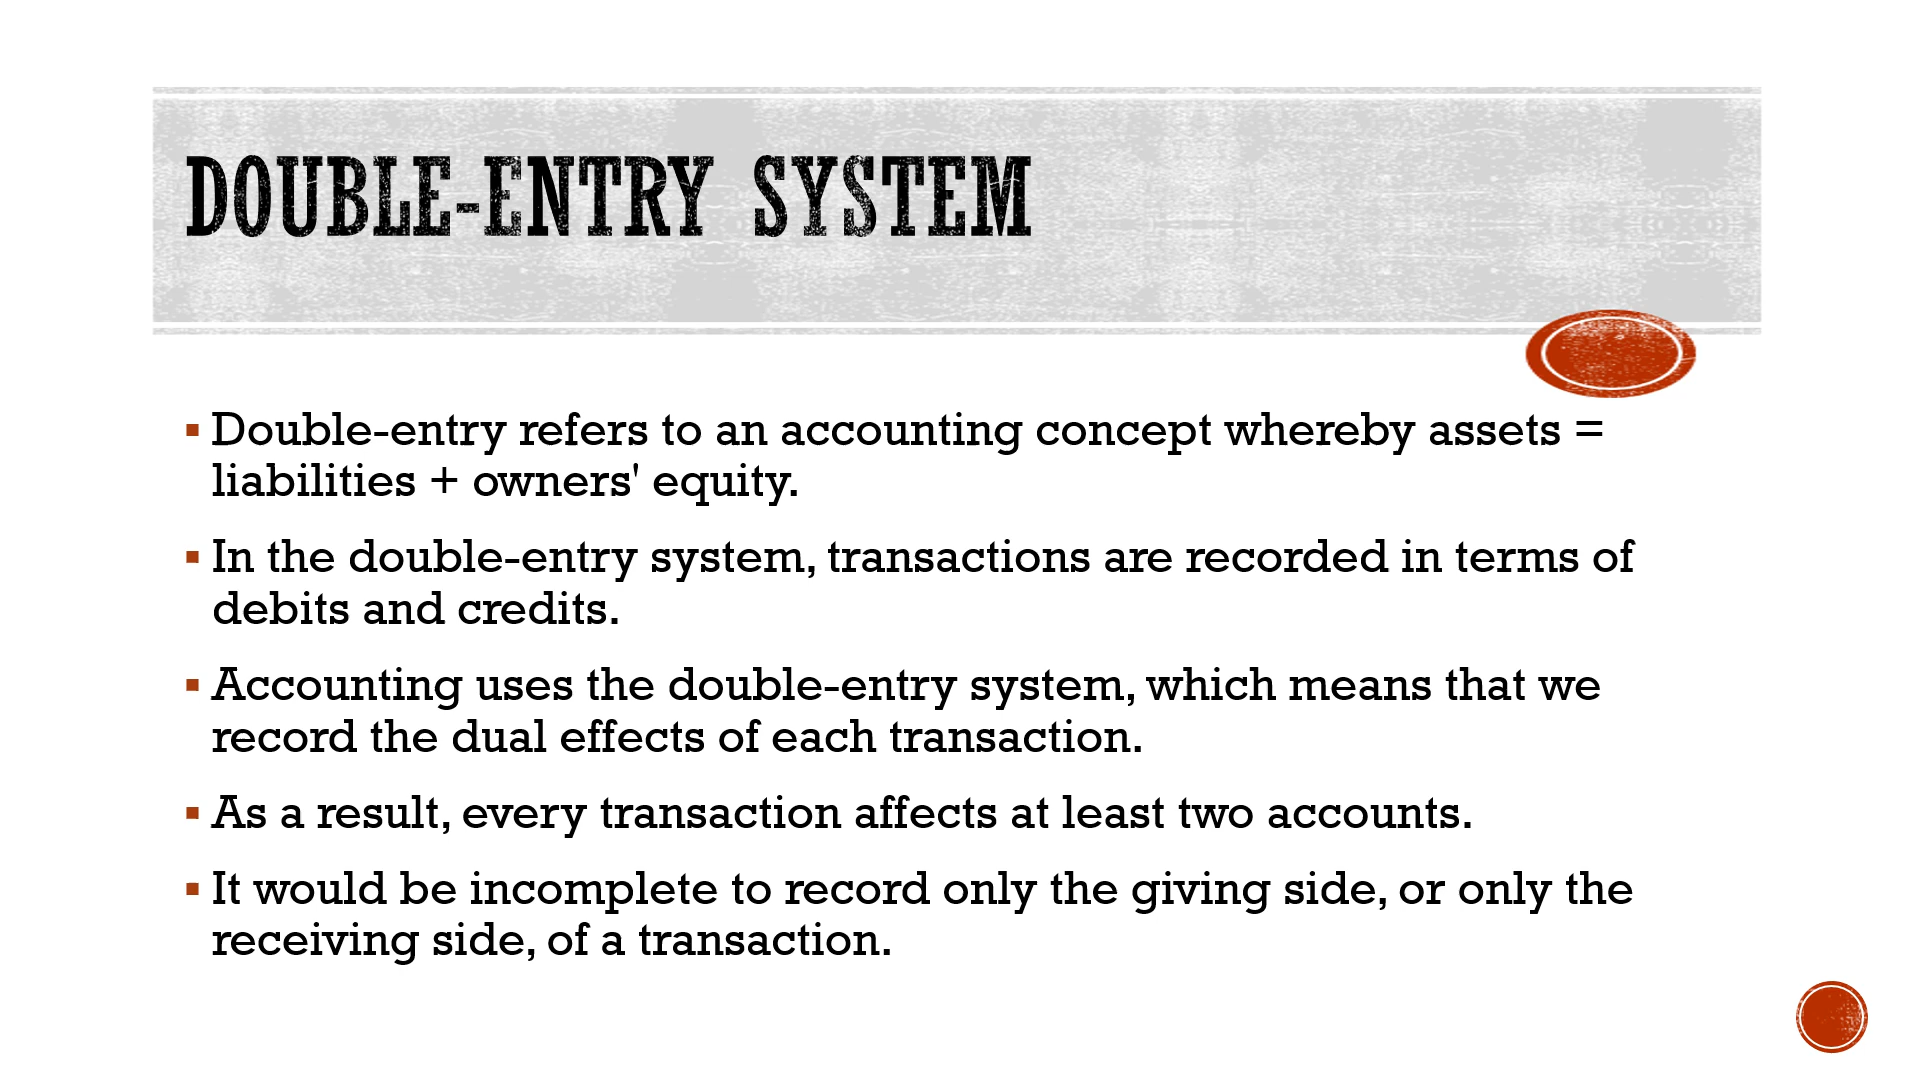 DOUBLE-ENTRY SYSTEM
▪ Double-entry refers to an accounting concept whereby assets =
liabilities + owners' equity.
▪ In the double-entry system, transactions are recorded in terms of
debits and credits.
▪ Accounting uses the double-entry system, which means that we
record the dual effects of each transaction.
▪ As a result, every transaction affects at least two accounts.
▪ It would be incomplete to record only the giving side, or only the
receiving side, of a transaction.